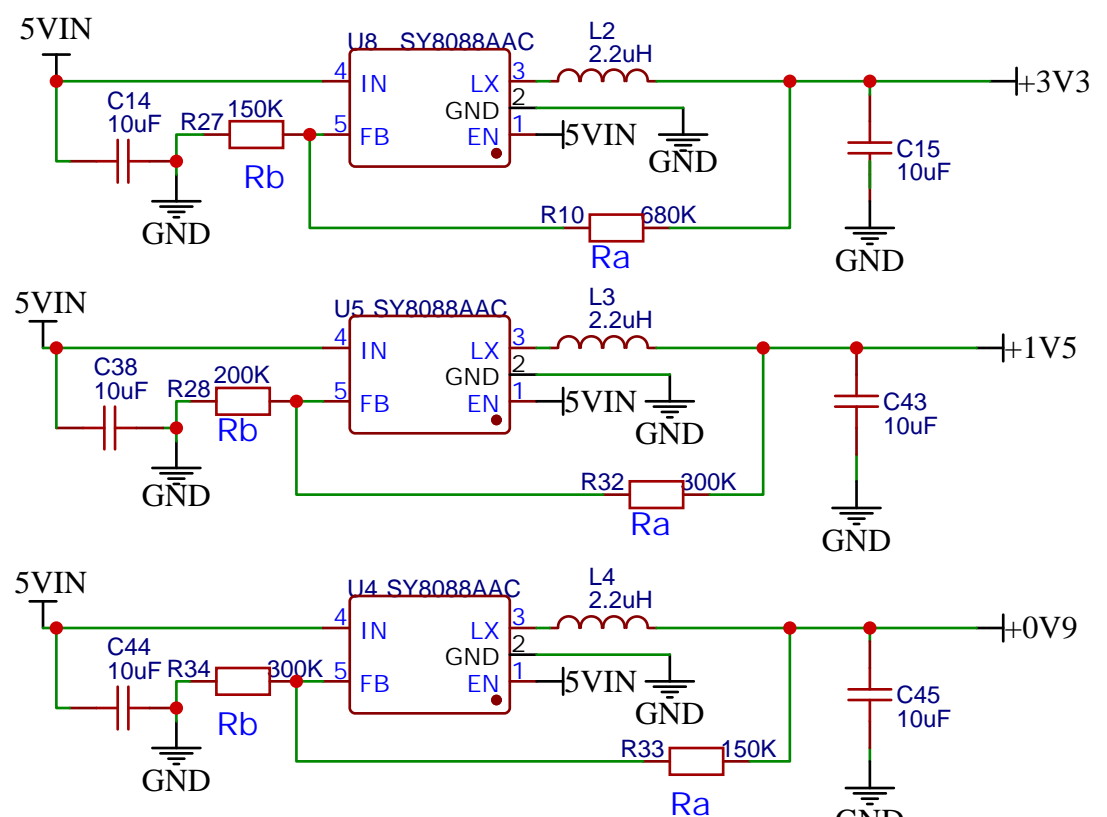 5VIN
U8 SY8088AAC
L2
2.2uH
4 IN LX 3
+3V3
C14
10uF
R27 150K
GND 2
5 FB EN 1 5VIN
GND
Rb
C15
10uF
GND
R10 680K
Ra
GND
5VIN
U5 SY8088AAC
L3
2.2uH
4 IN LX 3
+1V5
C38
10uF
R28 200K
GND 2
5 FB EN 1 5VIN
GND
Rb
C43
10uF
GND
R32 300K
Ra
GND
5VIN
U4 SY8088AAC
L4
2.2uH
4 IN LX 3
+0V9
C44
10uF R34 300K
GND 2
5 FB EN 1 5VIN
GND
Rb
C45
10uF
GND
R33 150K
Ra
GND